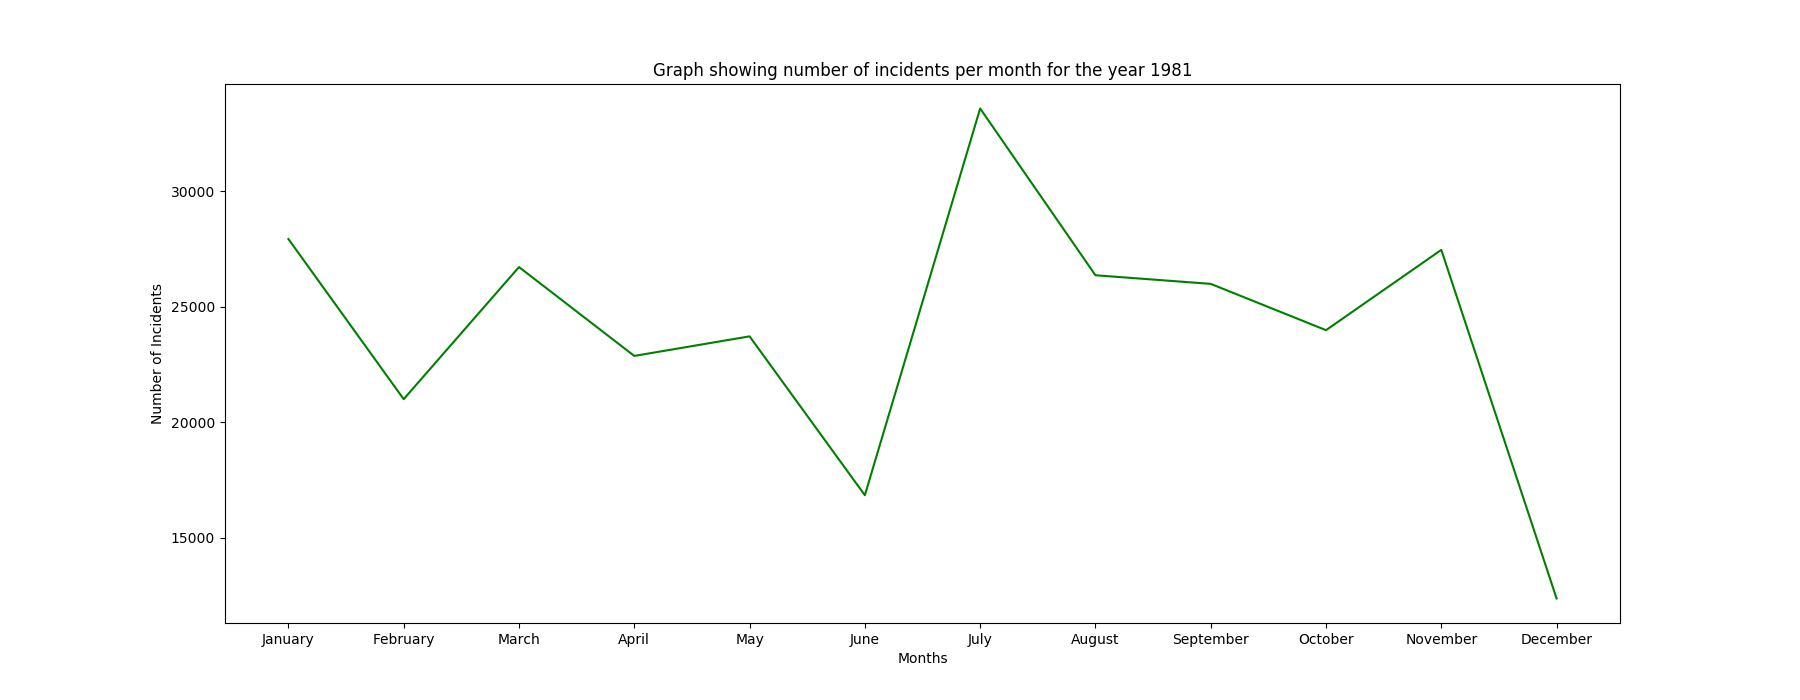 Graph showing number of incidents per month for the year 1981
Number of Incidents
30000
25000
20000
15000
January February March April May June July August September October November December
Months